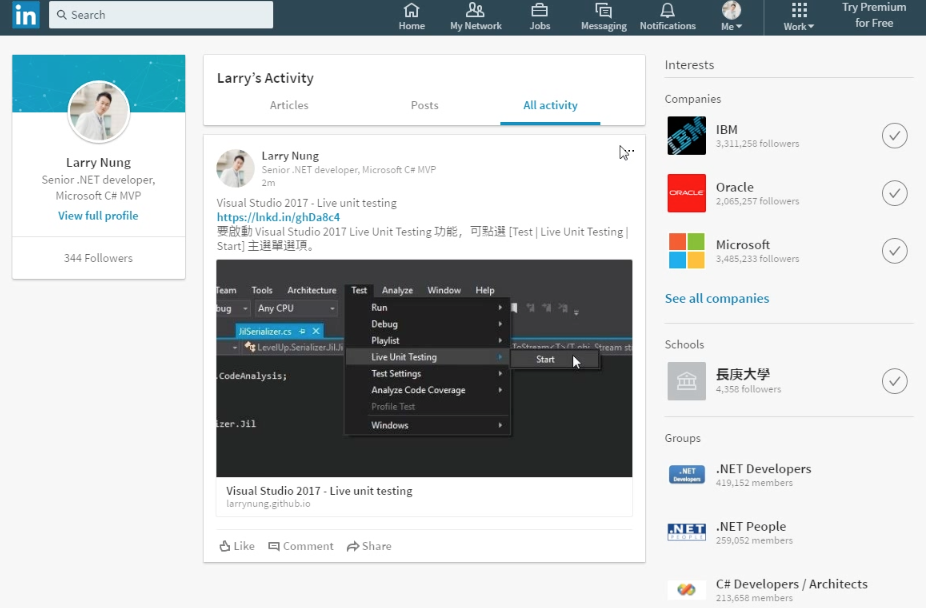 in
Search
Home
My Network
Jobs
Messaging
Notifications
Me
Work
Try Premium
for Free
Larry Nung
Senior .NET developer,
Microsoft C# MVP
View full profile
344 Followers
Larry's Activity
Articles
Posts
All activity
Larry Nung
Senior .NET developer, Microsoft C# MVP
2m
Visual Studio 2017 - Live unit testing
https://lnkd.in/ghDa8c4
要啟動 Visual Studio 2017 Live Unit Testing 功能，可點選 [Test | Live Unit Testing |
Start] 主選單選項。
Team Tools Architecture Test Analyze Window Help
bug Any CPU
JilSerializer.cs
LevelUp.Serializer.Jil.Ji
.CodeAnalysis;
izer.Jil
Run
Debug
Playlist
Live Unit Testing
Start
Test Settings
Analyze Code Coverage
Profile Test
Windows
Visual Studio 2017 - Live unit testing
larrynung.github.io
Like
Comment
Share
Interests
Companies
IBM
IBM
3,311,258 followers
ORACLE
Oracle
2,065,257 followers
Microsoft
3,485,233 followers
See all companies
Schools
長庚大學
4,358 followers
Groups
.NET
Developers
.NET Developers
419,152 members
.NET
PEOPLE
.NET People
259,052 members
C# Developers / Architects
213,658 members